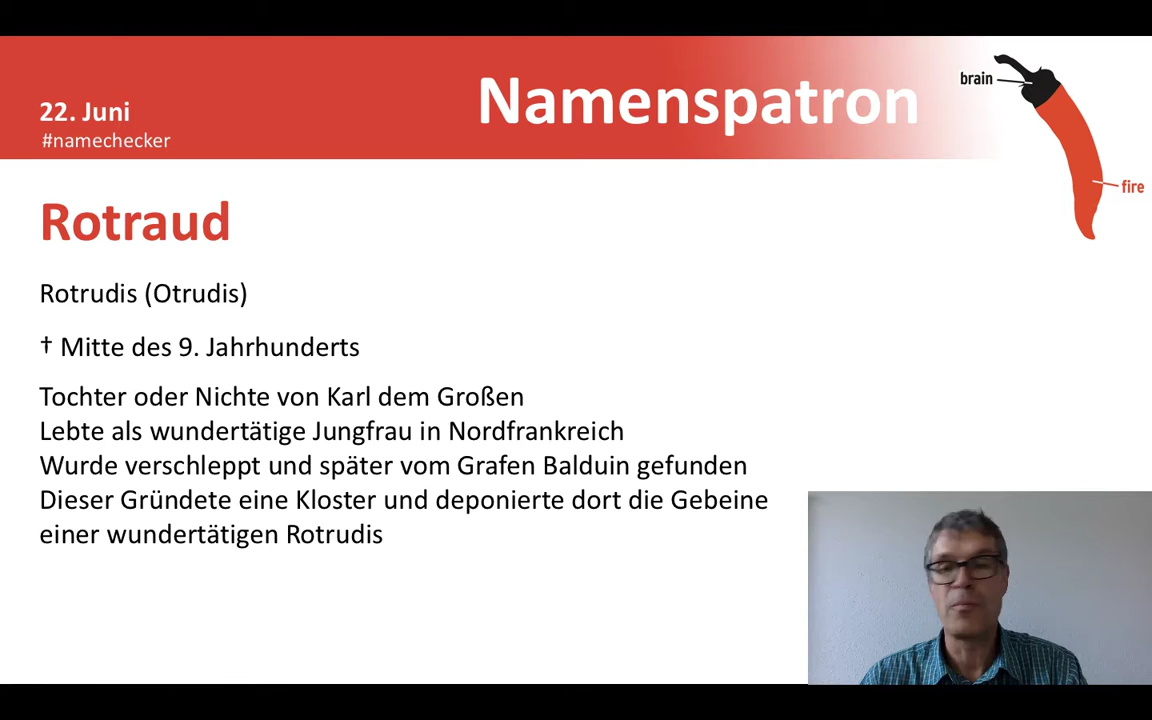 22. Juni
#namechecker
Namenspatron
brain
fire
Rotraud
Rotrudis (Otrudis)
† Mitte des 9. Jahrhunderts
Tochter oder Nichte von Karl dem Großen
Lebte als wundertätige Jungfrau in Nordfrankreich
Wurde verschleppt und später vom Grafen Balduin gefunden
Dieser Gründete eine Kloster und deponierte dort die Gebeine
einer wundertätigen Rotrudis